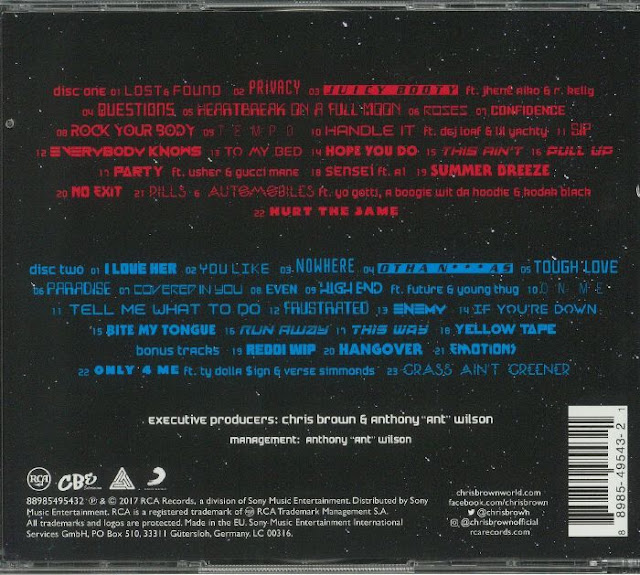 disc one 01 LOST & FOUND 02 PRIVACY 03 JUICY BOOTY ft. jhene aiko & r. kelly
04 QUESTIONS 05 HEARTBREAK ON A FULL MOON 06 ROSES 07 CONFIDENCE
08 ROCK YOUR BODY 09 TEMPO 10 HANDLE IT ft. dej loaf & lil yachty 11 SIP
12 EVERYBODY KNOWS 13 TO MY BED 14 HOPE YOU DO 15 THIS AIN'T 16 PULL UP
17 PARTY ft. usher & gucci mane 18 SENSEI ft. a1 19 SUMMER BREEZE
20 NO EXIT 21 PILLS & AUTOMOBILES ft. yo gotti, a boogie wit da hoodie & kodak black
22 HURT THE SAME
disc two 01 I LOVE HER 02 YOU LIKE 03 NOWHERE 04 OTHA N****AS 05 TOUGH LOVE
06 PARADISE 07 COVERED IN YOU 08 EVEN 09 HIGH END ft. future & young thug 10 ONME
11 TELL ME WHAT TO DO 12 FRUSTRATED 13 ENEMY 14 IF YOU'RE DOWN
15 BITE MY TONGUE 16 RUN AWAY 17 THIS WAY 18 YELLOW TAPE
bonus tracks 19 REDDI WIP 20 HANGOVER 21 EMOTIONS
22 ONLY 4 ME ft. ty dolla $ign & verse simmonds 23 GRASS AIN'T GREENER
EXECUTIVE PRODUCERS: chris brown & Anthony "Ant" wilson
MANAGEMENT: Anthony "Ant" wilson
RCA CBE
88985495432 ℗ & © 2017 RCA Records, a division of Sony Music Entertainment. Distributed by Sony
Music Entertainment. RCA is a registered trademark of RCA Trademark Management S.A.
All trademarks and logos are protected. Made in the EU. Sony Music Entertainment International
Services GmbH, PO Box 510, 33311 Gütersloh, Germany. LC 00316.
chrisbrownworld.com
@chrisbrown
@chrisbrownofficial
rcarecords.com
8 89854 95432 1